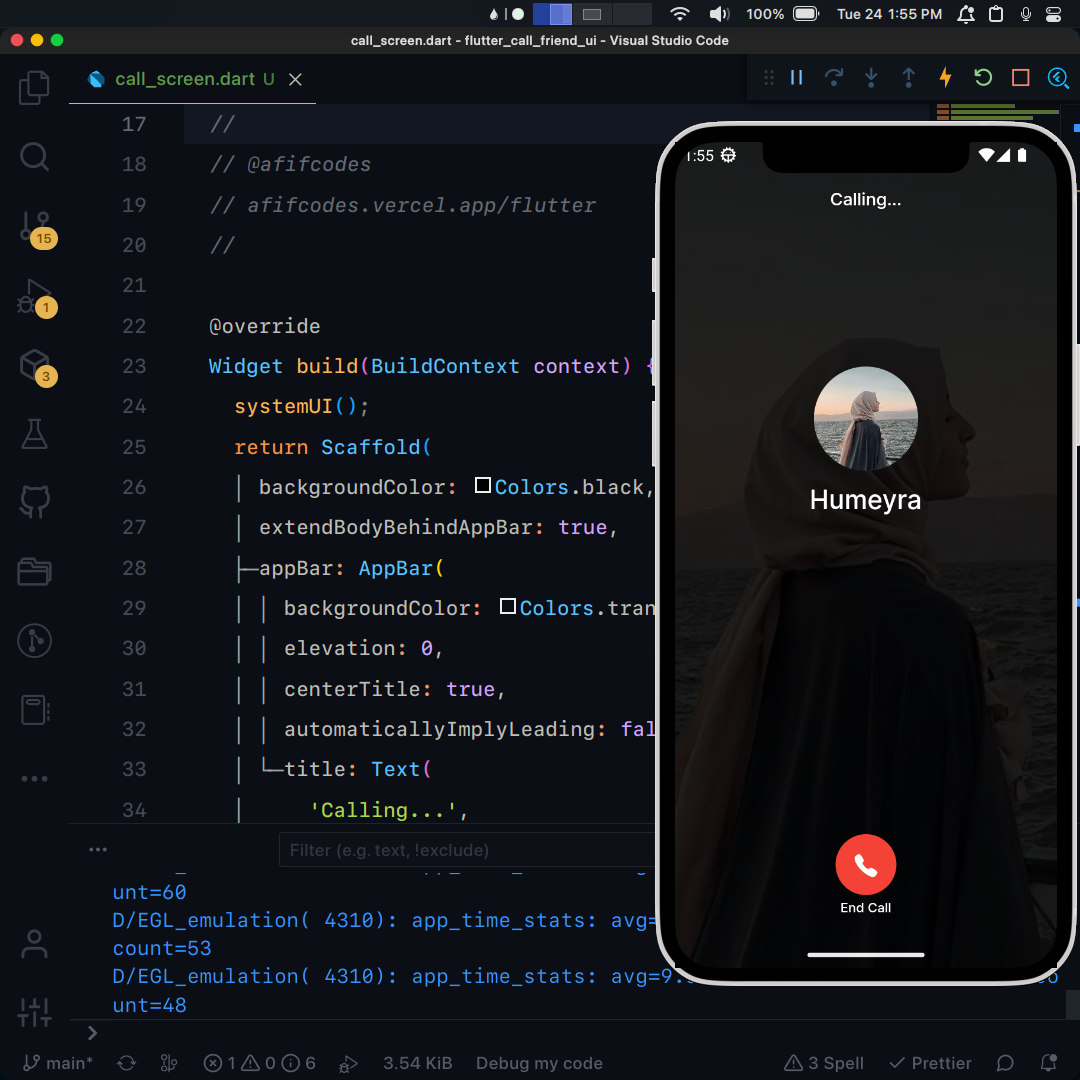 100%
Tue 24 1:55 PM
call_screen.dart - flutter_call_friend_ui - Visual Studio Code
call_screen.dart U
17 //
18 // @afifcodes
19 // afifcodes.vercel.app/flutter
20 //
21
22 @override
23 Widget build(BuildContext context) {
24 systemUI();
25 return Scaffold(
26 backgroundColor: Colors.black,
27 extendBodyBehindAppBar: true,
28 appBar: AppBar(
29 backgroundColor: Colors.tran
30 elevation: 0,
31 centerTitle: true,
32 automaticallyImplyLeading: fal
33 title: Text(
34 'Calling...',
15
1
3
1:55
Calling...
Humeyra
End Call
Filter (e.g. text, !exclude)
unt=60
D/EGL_emulation( 4310): app_time_stats: avg=
count=53
D/EGL_emulation( 4310): app_time_stats: avg=9.
unt=48
main* 1 0 6 3.54 KiB Debug my code 3 Spell Prettier